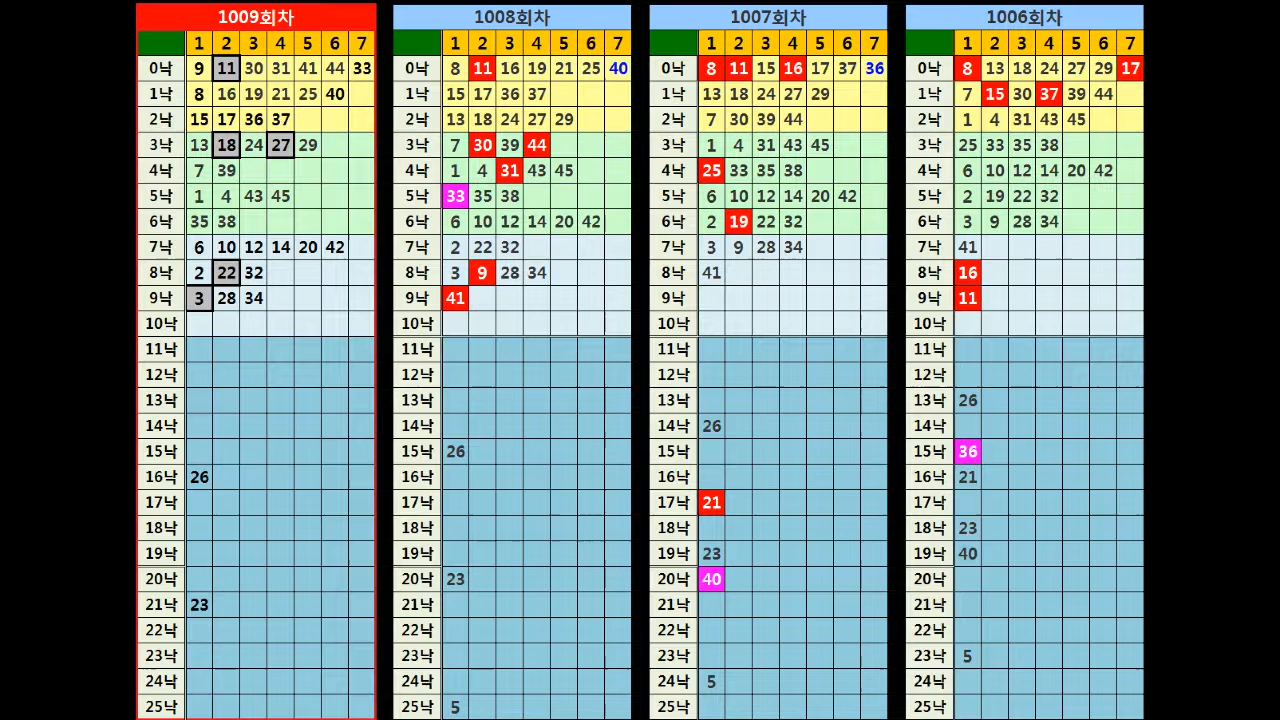 1009회차 1008회차 1007회차 1006회차
1 2 3 4 5 6 7 1 2 3 4 5 6 7 1 2 3 4 5 6 7 1 2 3 4 5 6 7
0낙 9 11 30 31 41 44 33 0낙 8 11 16 19 21 25 40 0낙 8 11 15 16 17 37 36 0낙 8 13 18 24 27 29 17
1낙 8 16 19 21 25 40 1낙 15 17 36 37 1낙 13 18 24 27 29 1낙 7 15 30 37 39 44
2낙 15 17 36 37 2낙 13 18 24 27 29 2낙 7 30 39 44 2낙 1 4 31 43 45
3낙 13 18 24 27 29 3낙 7 30 39 44 3낙 1 4 31 43 45 3낙 25 33 35 38
4낙 7 39 4낙 1 4 31 43 45 4낙 25 33 35 38 4낙 6 10 12 14 20 42
5낙 1 4 43 45 5낙 33 35 38 5낙 6 10 12 14 20 42 5낙 2 19 22 32
6낙 35 38 6낙 6 10 12 14 20 42 6낙 2 19 22 32 6낙 3 9 28 34
7낙 6 10 12 14 20 42 7낙 2 22 32 7낙 3 9 28 34 7낙 41
8낙 2 22 32 8낙 3 9 28 34 8낙 41 8낙 16
9낙 3 28 34 9낙 41 9낙 9낙 11
10낙 10낙 10낙 10낙
11낙 11낙 11낙 11낙
12낙 12낙 12낙 12낙
13낙 13낙 13낙 13낙 26
14낙 14낙 14낙 26 14낙
15낙 15낙 26 15낙 15낙 36
16낙 26 16낙 16낙 16낙 21
17낙 17낙 17낙 21 17낙
18낙 18낙 18낙 18낙 23
19낙 19낙 19낙 23 19낙 40
20낙 20낙 23 20낙 40 20낙
21낙 23 21낙 21낙 21낙
22낙 22낙 22낙 22낙
23낙 23낙 23낙 23낙 5
24낙 24낙 24낙 5 24낙
25낙 25낙 5 25낙 25낙